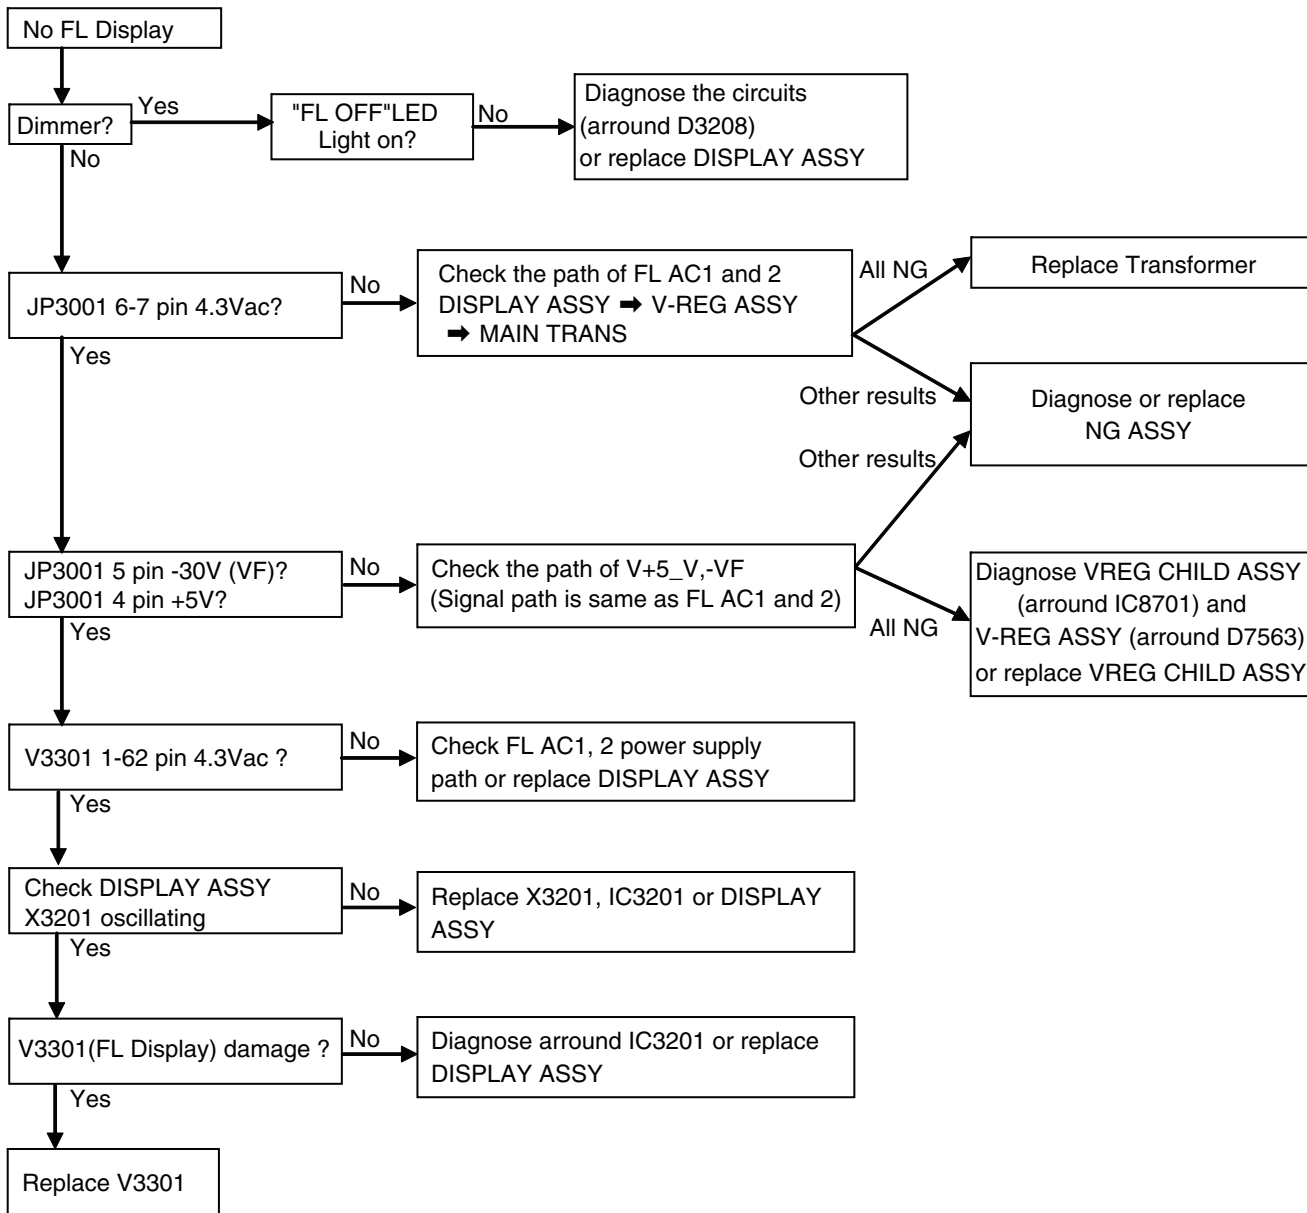 No FL Display
Dimmer?
Yes
No
"FL OFF"LED
Light on?
No
Diagnose the circuits
(arround D3208)
or replace DISPLAY ASSY
JP3001 6-7 pin 4.3Vac?
No
Yes
Check the path of FL AC1 and 2
DISPLAY ASSY ➡ V-REG ASSY
➡ MAIN TRANS
All NG
Replace Transformer
Other results
Diagnose or replace
NG ASSY
Other results
JP3001 5 pin -30V (VF)?
JP3001 4 pin +5V?
No
Yes
Check the path of V+5_V,-VF
(Signal path is same as FL AC1 and 2)
All NG
Diagnose VREG CHILD ASSY
(arround IC8701) and
V-REG ASSY (arround D7563)
or replace VREG CHILD ASSY
V3301 1-62 pin 4.3Vac ?
No
Yes
Check FL AC1, 2 power supply
path or replace DISPLAY ASSY
Check DISPLAY ASSY
X3201 oscillating
No
Yes
Replace X3201, IC3201 or DISPLAY
ASSY
V3301(FL Display) damage ?
No
Yes
Diagnose arround IC3201 or replace
DISPLAY ASSY
Replace V3301